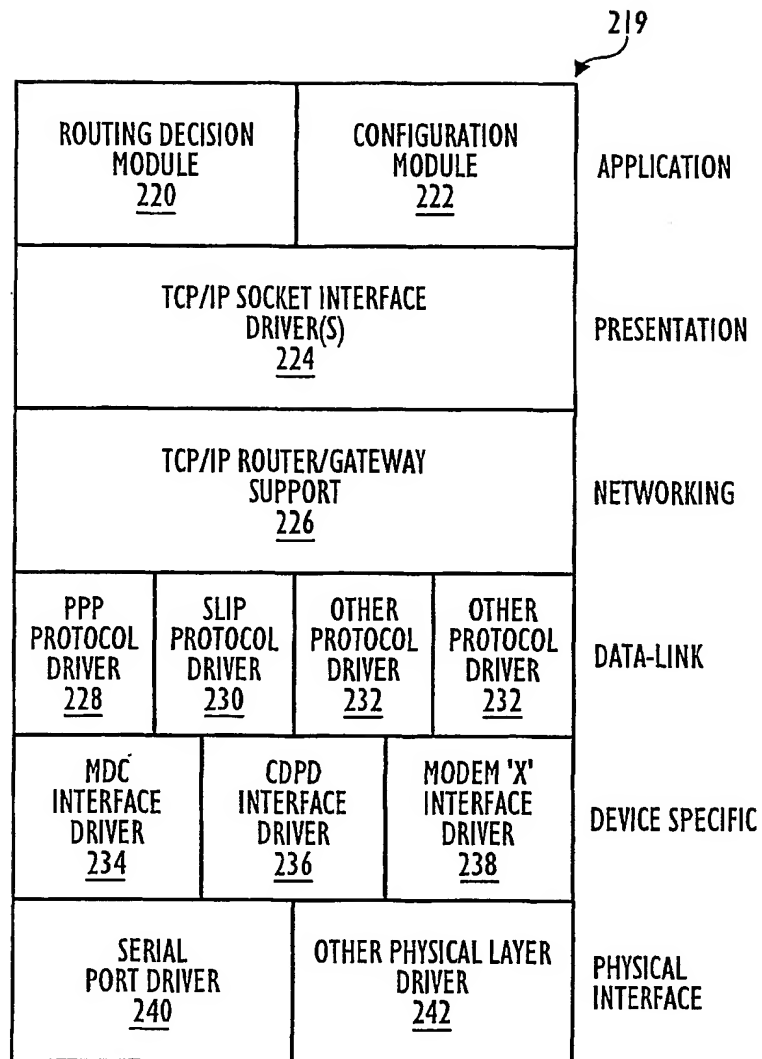 219
ROUTING DECISION
MODULE
220
CONFIGURATION
MODULE
222
APPLICATION
TCP/IP SOCKET INTERFACE
DRIVER(S)
224
PRESENTATION
TCP/IP ROUTER/GATEWAY
SUPPORT
226
NETWORKING
PPP
PROTOCOL
DRIVER
228
SLIP
PROTOCOL
DRIVER
230
OTHER
PROTOCOL
DRIVER
232
OTHER
PROTOCOL
DRIVER
232
DATA-LINK
MDC
INTERFACE
DRIVER
234
CDPD
INTERFACE
DRIVER
236
MODEM 'X'
INTERFACE
DRIVER
238
DEVICE SPECIFIC
SERIAL
PORT DRIVER
240
OTHER PHYSICAL LAYER
DRIVER
242
PHYSICAL
INTERFACE